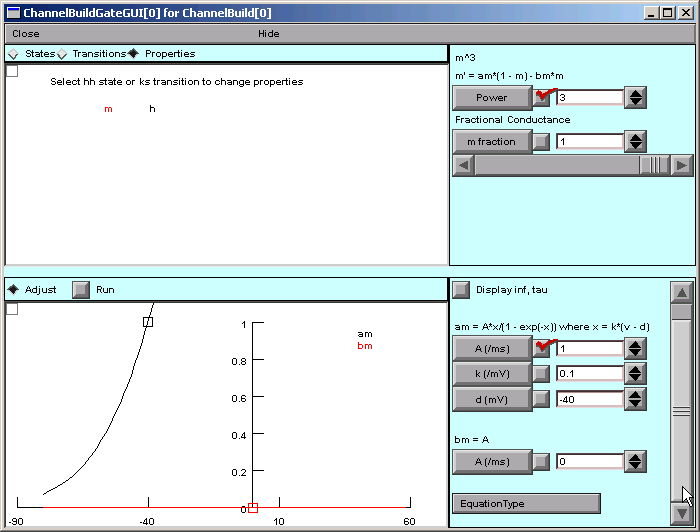 ChannelBuildGateGUI[0] for ChannelBuild[0]
Close Hide
States Transitions Properties
Select hh state or ks transition to change properties
m h
m^3
m' = am*(1 - m) - bm*m
Power 3
Fractional Conductance
m fraction 1
Adjust Run
am
bm
1
0.8
0.6
0.4
0.2
0
-90 -40 10 60
Display inf, tau
am = A*x/(1 - exp(-x)) where x = k*(v - d)
A (/ms) 1
k (/mV) 0.1
d (mV) -40
bm = A
A (/ms) 0
EquationType